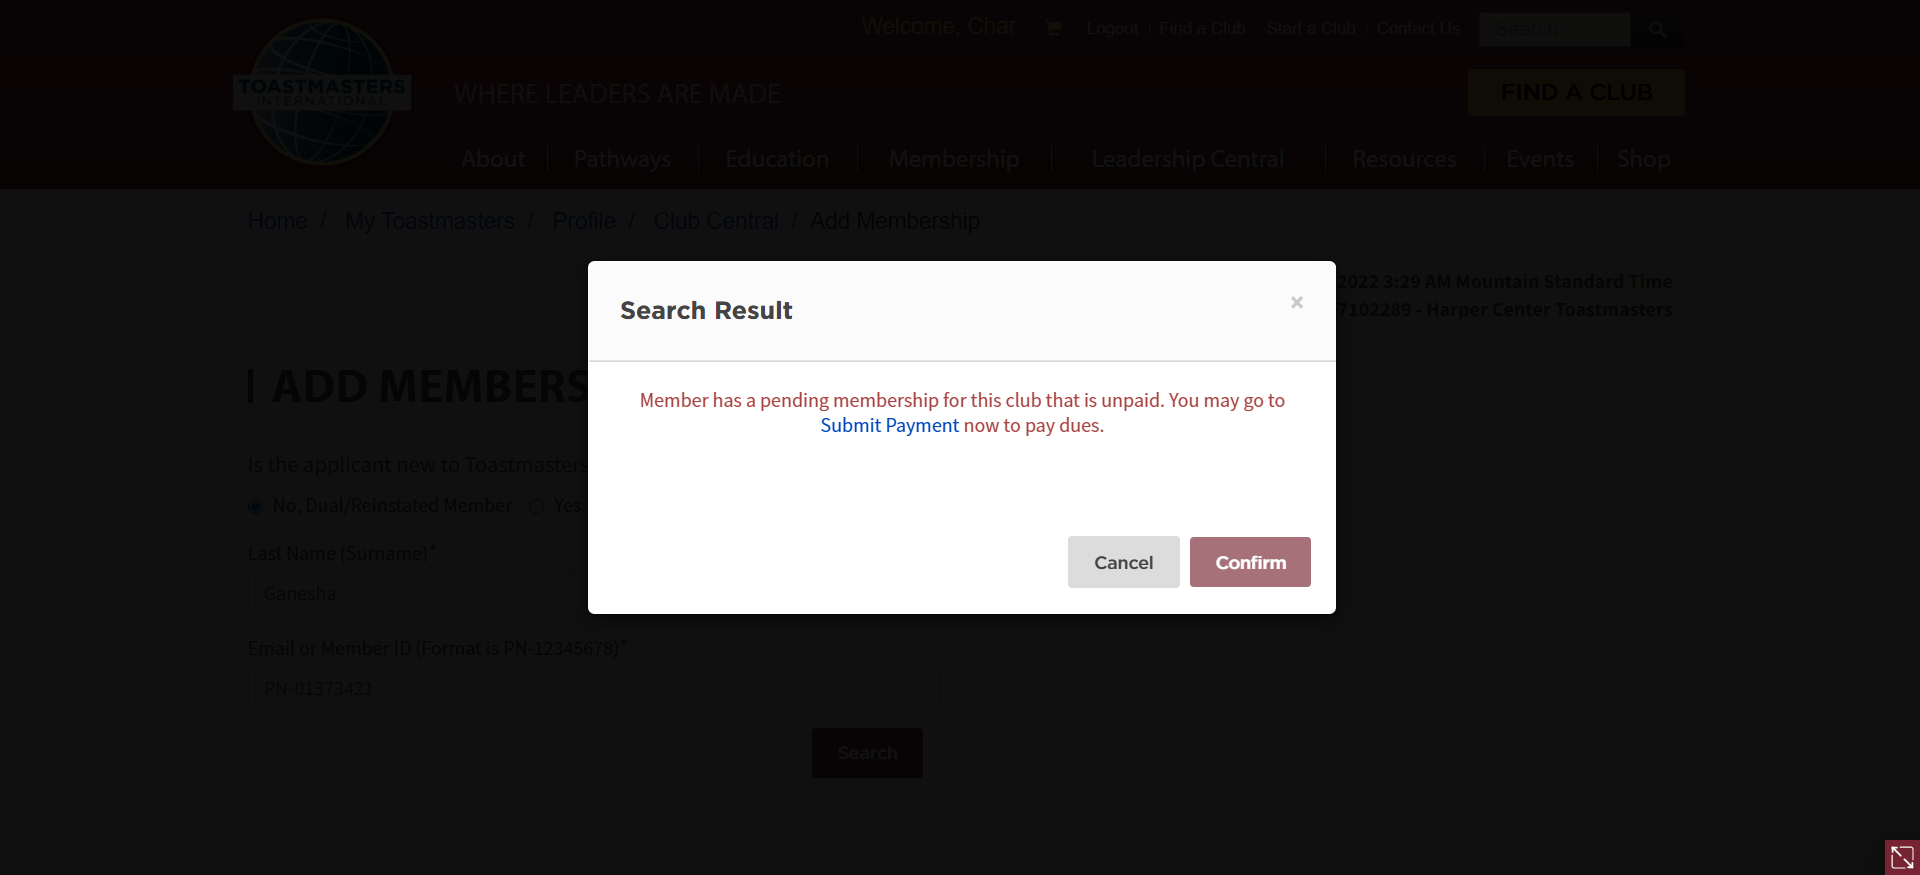 Welcome, Char
Logout
Find a Club
Start a Club
Contact Us
Search
TOASTMASTERS
INTERNATIONAL
WHERE LEADERS ARE MADE
FIND A CLUB
About
Pathways
Education
Membership
Leadership Central
Resources
Events
Shop
Home / My Toastmasters / Profile / Club Central / Add Membership
2022 3:29 AM Mountain Standard Time
7102289 - Harper Center Toastmasters
Search Result
×
ADD MEMBERS
Member has a pending membership for this club that is unpaid. You may go to
Submit Payment now to pay dues.
Is the applicant new to Toastmasters
No, Dual/Reinstated Member
Yes,
Last Name (Surname)*
Ganesha
Cancel
Confirm
Email or Member ID (Format is PN-12345678)*
PN-01373421
Search